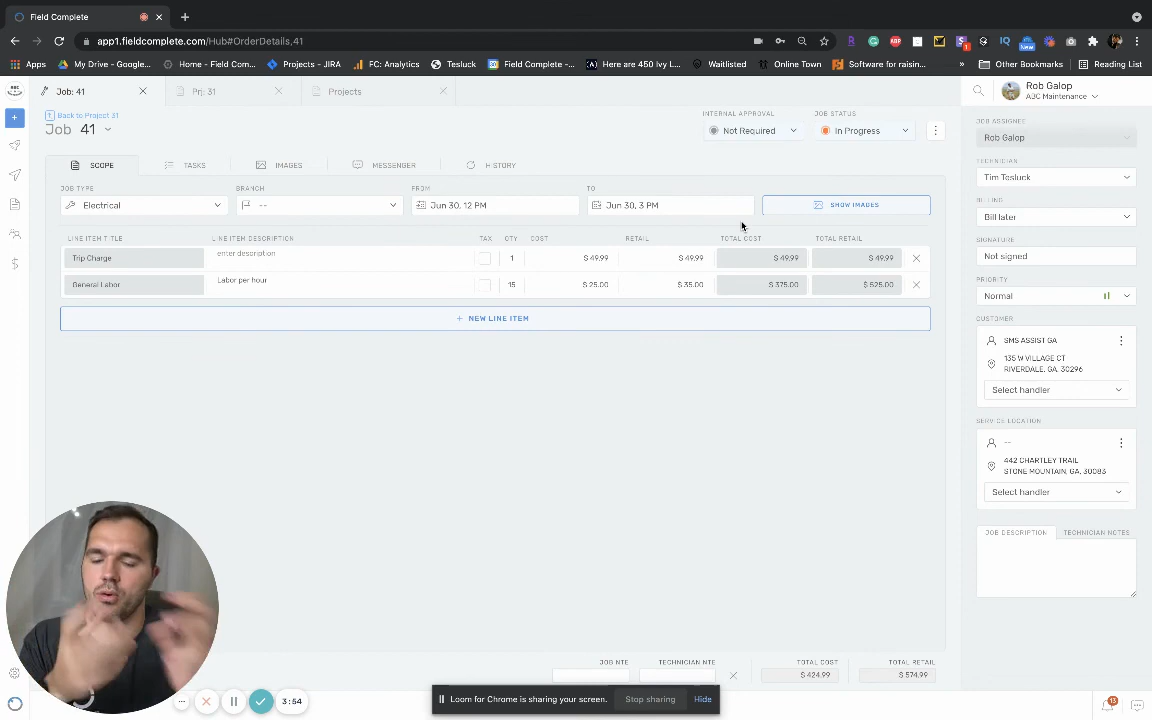 Field Complete
app1.fieldcomplete.com/Hub#OrderDetails,41
Apps
My Drive - Google...
Home - Field Com...
Projects - JIRA
FC: Analytics
Tesluck
Field Complete -...
Here are 450 Ivy L...
Waitlisted
Online Town
Software for raisin...
»
Other Bookmarks
Reading List
Job: 41
Prj: 31
Projects
Rob Galop
ABC Maintenance
Back to Project 31
Job 41
INTERNAL APPROVAL
Not Required
JOB STATUS
In Progress
SCOPE
TASKS
IMAGES
MESSENGER
HISTORY
JOB TYPE
Electrical
BRANCH
--
FROM
Jun 30, 12 PM
TO
Jun 30, 3 PM
SHOW IMAGES
LINE ITEM TITLE LINE ITEM DESCRIPTION TAX QTY COST RETAIL TOTAL COST TOTAL RETAIL
Trip Charge enter description 1 $ 49.99 $ 49.99 $ 49.99 $ 49.99
General Labor Labor per hour 15 $ 25.00 $ 35.00 $ 375.00 $ 525.00
+ NEW LINE ITEM
JOB NTE
TECHNICIAN NTE
TOTAL COST
$ 424.99
TOTAL RETAIL
$ 574.99
JOB ASSIGNEE
Rob Galop
TECHNICIAN
Tim Tesluck
BILLING
Bill later
SIGNATURE
Not signed
PRIORITY
Normal
CUSTOMER
SMS ASSIST GA
135 W VILLAGE CT
RIVERDALE, GA, 30296
Select handler
SERVICE LOCATION
--
442 CHARTLEY TRAIL
STONE MOUNTAIN, GA, 30083
Select handler
JOB DESCRIPTION
TECHNICIAN NOTES
3:54
Loom for Chrome is sharing your screen.
Stop sharing
Hide
13